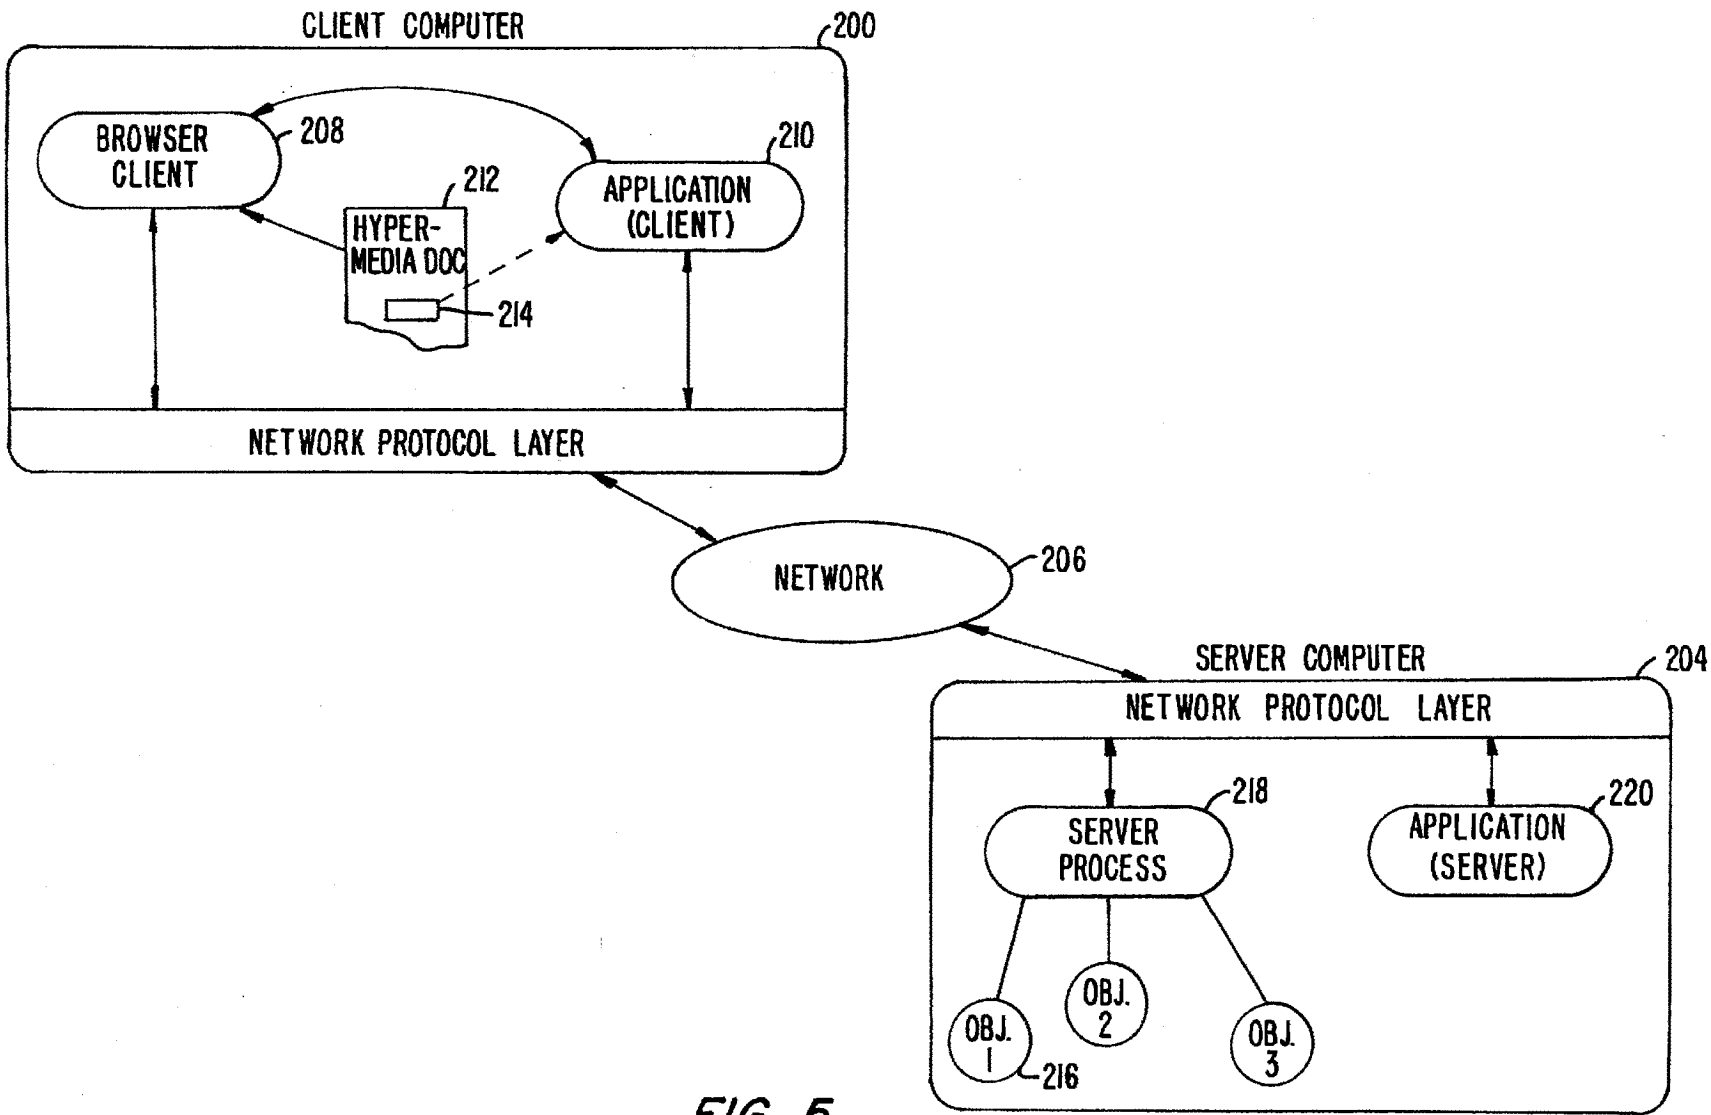 CLIENT COMPUTER
200
BROWSER
CLIENT
208
210
APPLICATION
(CLIENT)
212
HYPER-
MEDIA DOC
214
NETWORK PROTOCOL LAYER
NETWORK
206
SERVER COMPUTER
204
NETWORK PROTOCOL LAYER
218
SERVER
PROCESS
220
APPLICATION
(SERVER)
OBJ.
1
216
OBJ.
2
OBJ.
3
FIG. 5